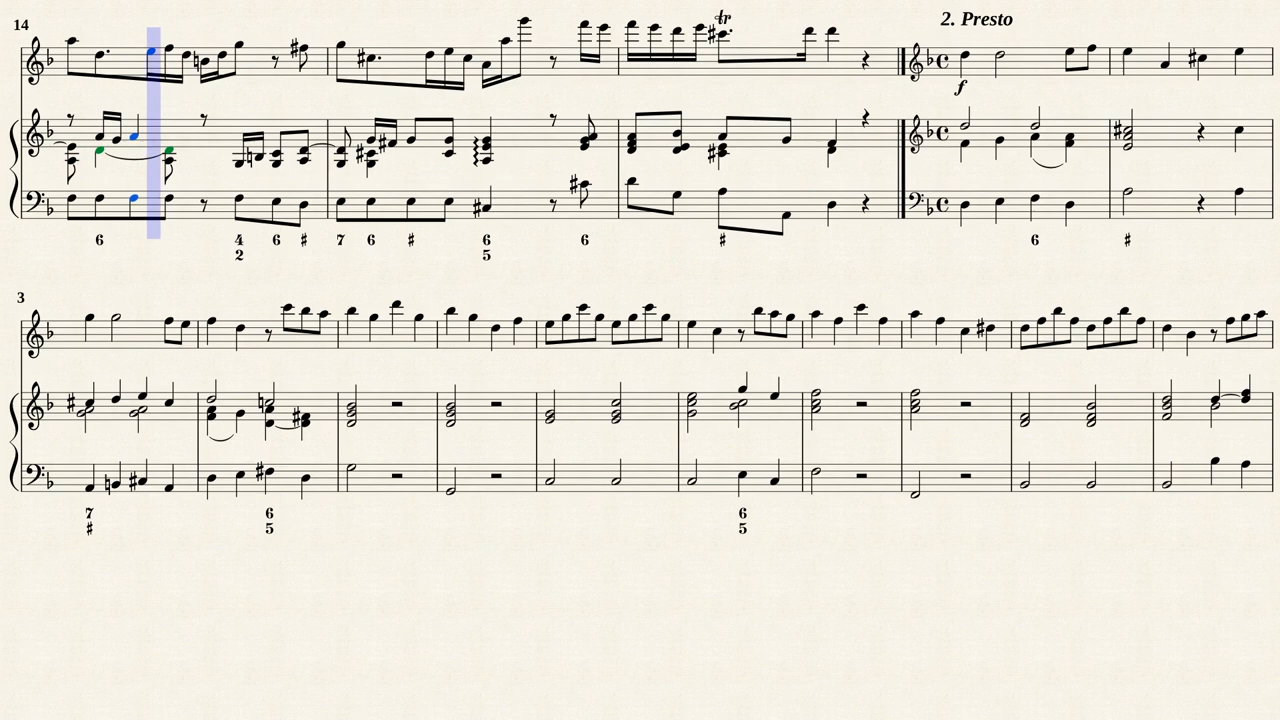 2. Presto
14
tr
f
6 4 6 ♯ 7 6 ♯ 6 6 ♯ 6 ♯
2 5
3
7 6 6
♯ 5 5